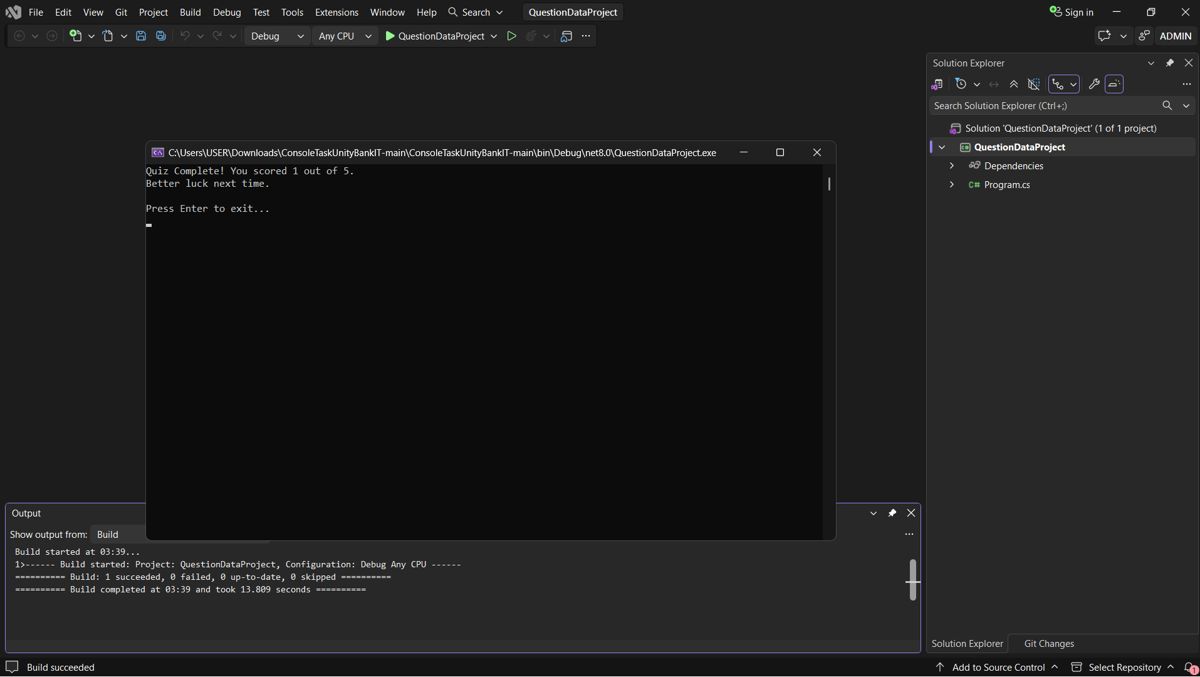 File Edit View Git Project Build Debug Test Tools Extensions Window Help Search QuestionDataProject Sign in
Debug Any CPU QuestionDataProject ADMIN
Solution Explorer
Search Solution Explorer (Ctrl+;)
Solution 'QuestionDataProject' (1 of 1 project)
QuestionDataProject
Dependencies
C# Program.cs
C:\Users\USER\Downloads\ConsoleTaskUnityBankIT-main\ConsoleTaskUnityBankIT-main\bin\Debug\net8.0\QuestionDataProject.exe
Quiz Complete! You scored 1 out of 5.
Better luck next time.
Press Enter to exit...
Output
Show output from: Build
Build started at 03:39...
1>------ Build started: Project: QuestionDataProject, Configuration: Debug Any CPU ------
========== Build: 1 succeeded, 0 failed, 0 up-to-date, 0 skipped ==========
========== Build completed at 03:39 and took 13.809 seconds ==========
Solution Explorer Git Changes
Build succeeded Add to Source Control Select Repository 1